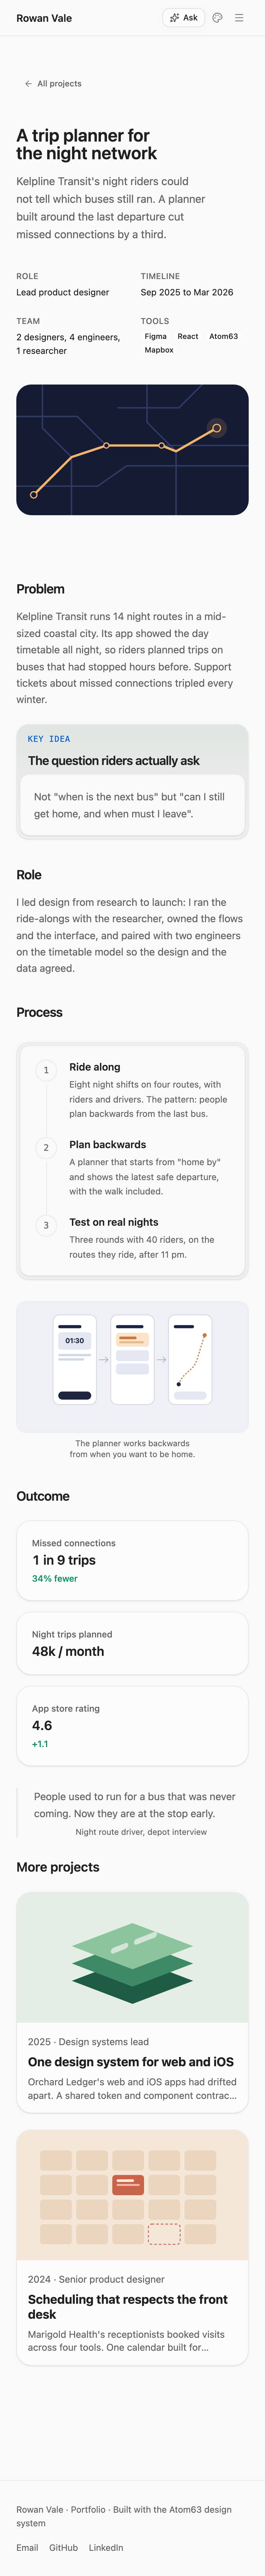 Rowan Vale
Ask
All projects
A trip planner for
the night network
Kelpline Transit's night riders could
not tell which buses still ran. A planner
built around the last departure cut
missed connections by a third.
ROLE
Lead product designer
TIMELINE
Sep 2025 to Mar 2026
TEAM
2 designers, 4 engineers,
1 researcher
TOOLS
Figma React Atom63
Mapbox
Problem
Kelpline Transit runs 14 night routes in a mid-
sized coastal city. Its app showed the day
timetable all night, so riders planned trips on
buses that had stopped hours before. Support
tickets about missed connections tripled every
winter.
KEY IDEA
The question riders actually ask
Not "when is the next bus" but "can I still
get home, and when must I leave".
Role
I led design from research to launch: I ran the
ride-alongs with the researcher, owned the flows
and the interface, and paired with two engineers
on the timetable model so the design and the
data agreed.
Process
1
Ride along
Eight night shifts on four routes, with
riders and drivers. The pattern: people
plan backwards from the last bus.
2
Plan backwards
A planner that starts from "home by"
and shows the latest safe departure,
with the walk included.
3
Test on real nights
Three rounds with 40 riders, on the
routes they ride, after 11 pm.
01:30
The planner works backwards
from when you want to be home.
Outcome
Missed connections
1 in 9 trips
34% fewer
Night trips planned
48k / month
App store rating
4.6
+1.1
People used to run for a bus that was never
coming. Now they are at the stop early.
Night route driver, depot interview
More projects
2025 · Design systems lead
One design system for web and iOS
Orchard Ledger's web and iOS apps had drifted
apart. A shared token and component contrac...
2024 · Senior product designer
Scheduling that respects the front
desk
Marigold Health's receptionists booked visits
across four tools. One calendar built for...
Rowan Vale · Portfolio · Built with the Atom63 design
system
Email GitHub LinkedIn